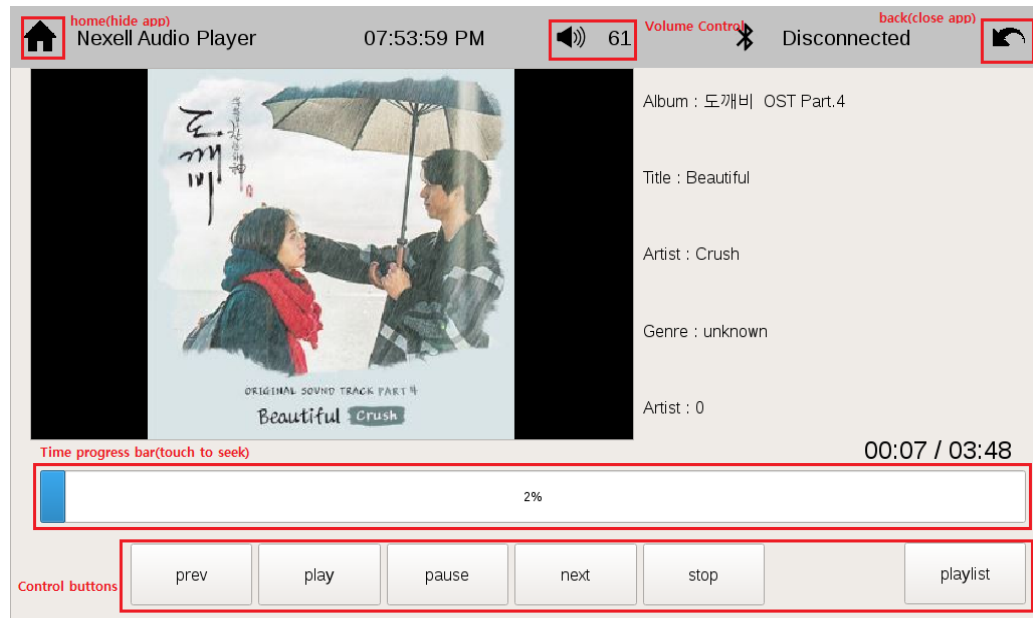 home(hide app)
Nexell Audio Player
07:53:59 PM
61
Volume Control
Disconnected
back(close app)
도깨비
ORIGINAL SOUND TRACK PART 4
Beautiful Crush
Album : 도깨비 OST Part.4
Title : Beautiful
Artist : Crush
Genre : unknown
Artist : 0
Time progress bar(touch to seek)
00:07 / 03:48
2%
Control buttons
prev
play
pause
next
stop
playlist